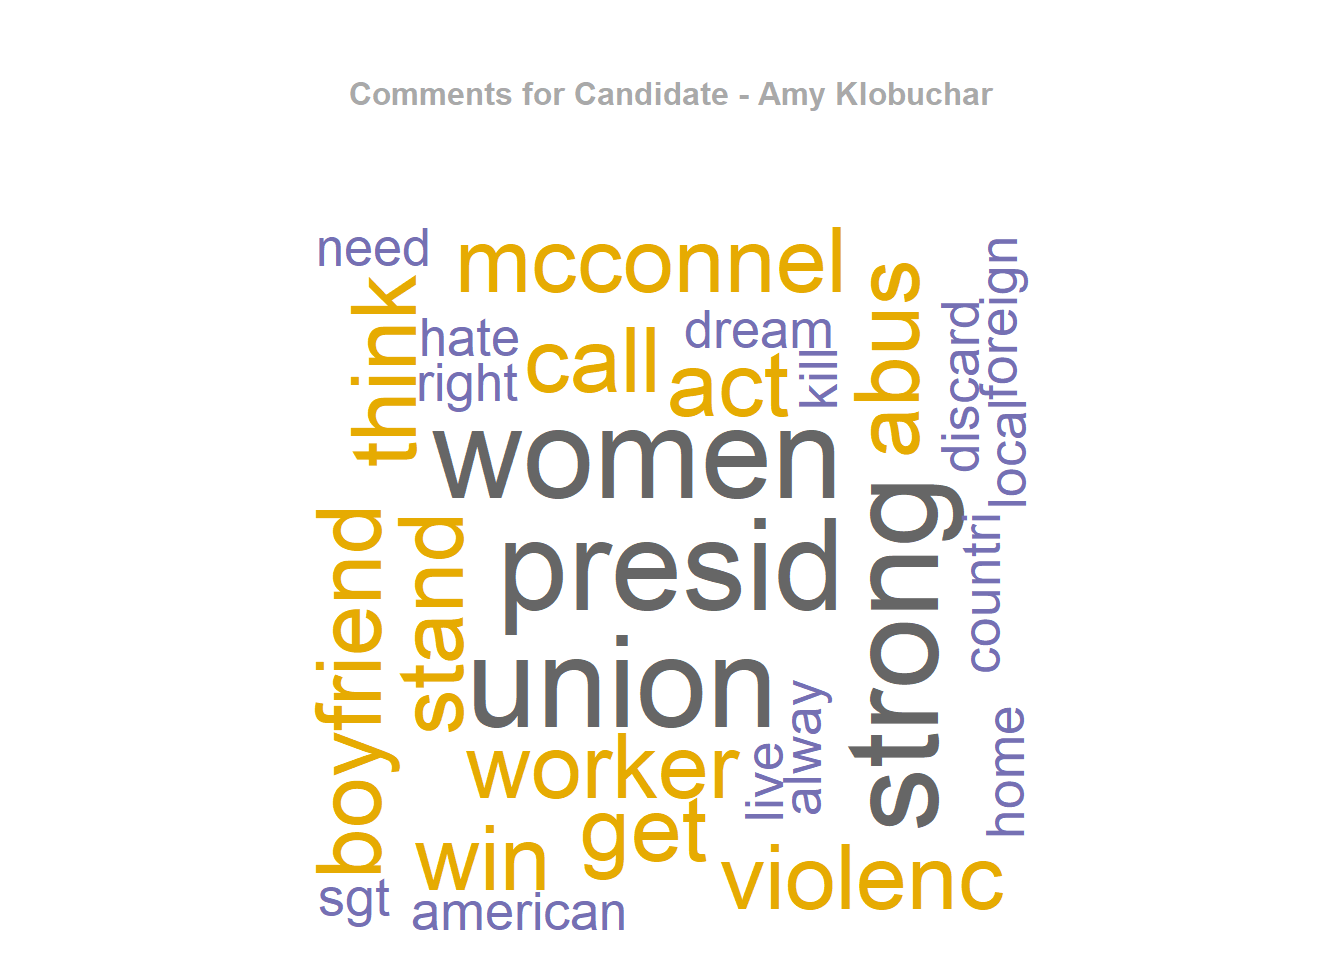 Comments for Candidate - Amy Klobuchar
need
mcconnel
think
hate
right
call
dream
act
kill
abus
discard
foreign
local
women
presid
union
strong
countri
boyfriend
stand
worker
live
alway
home
get
win
violenc
sgt
american